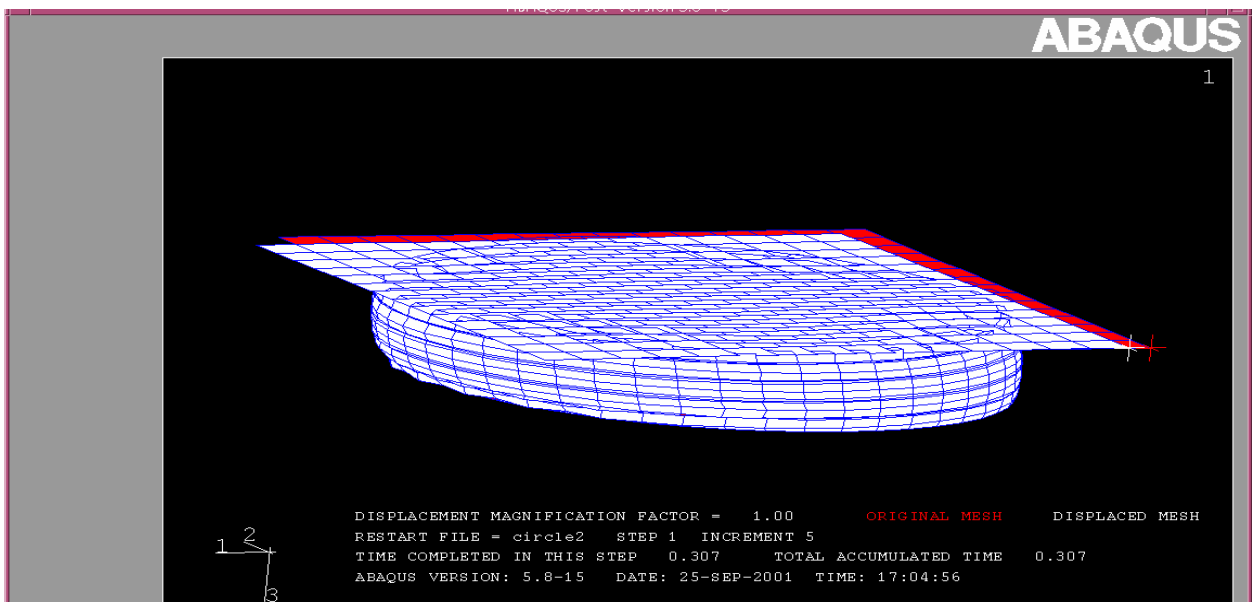 ABAQUS
1
DISPLACEMENT MAGNIFICATION FACTOR = 1.00 ORIGINAL MESH DISPLACED MESH
RESTART FILE = circle2 STEP 1 INCREMENT 5
TIME COMPLETED IN THIS STEP 0.307 TOTAL ACCUMULATED TIME 0.307
ABAQUS VERSION: 5.8-15 DATE: 25-SEP-2001 TIME: 17:04:56
2
1
3